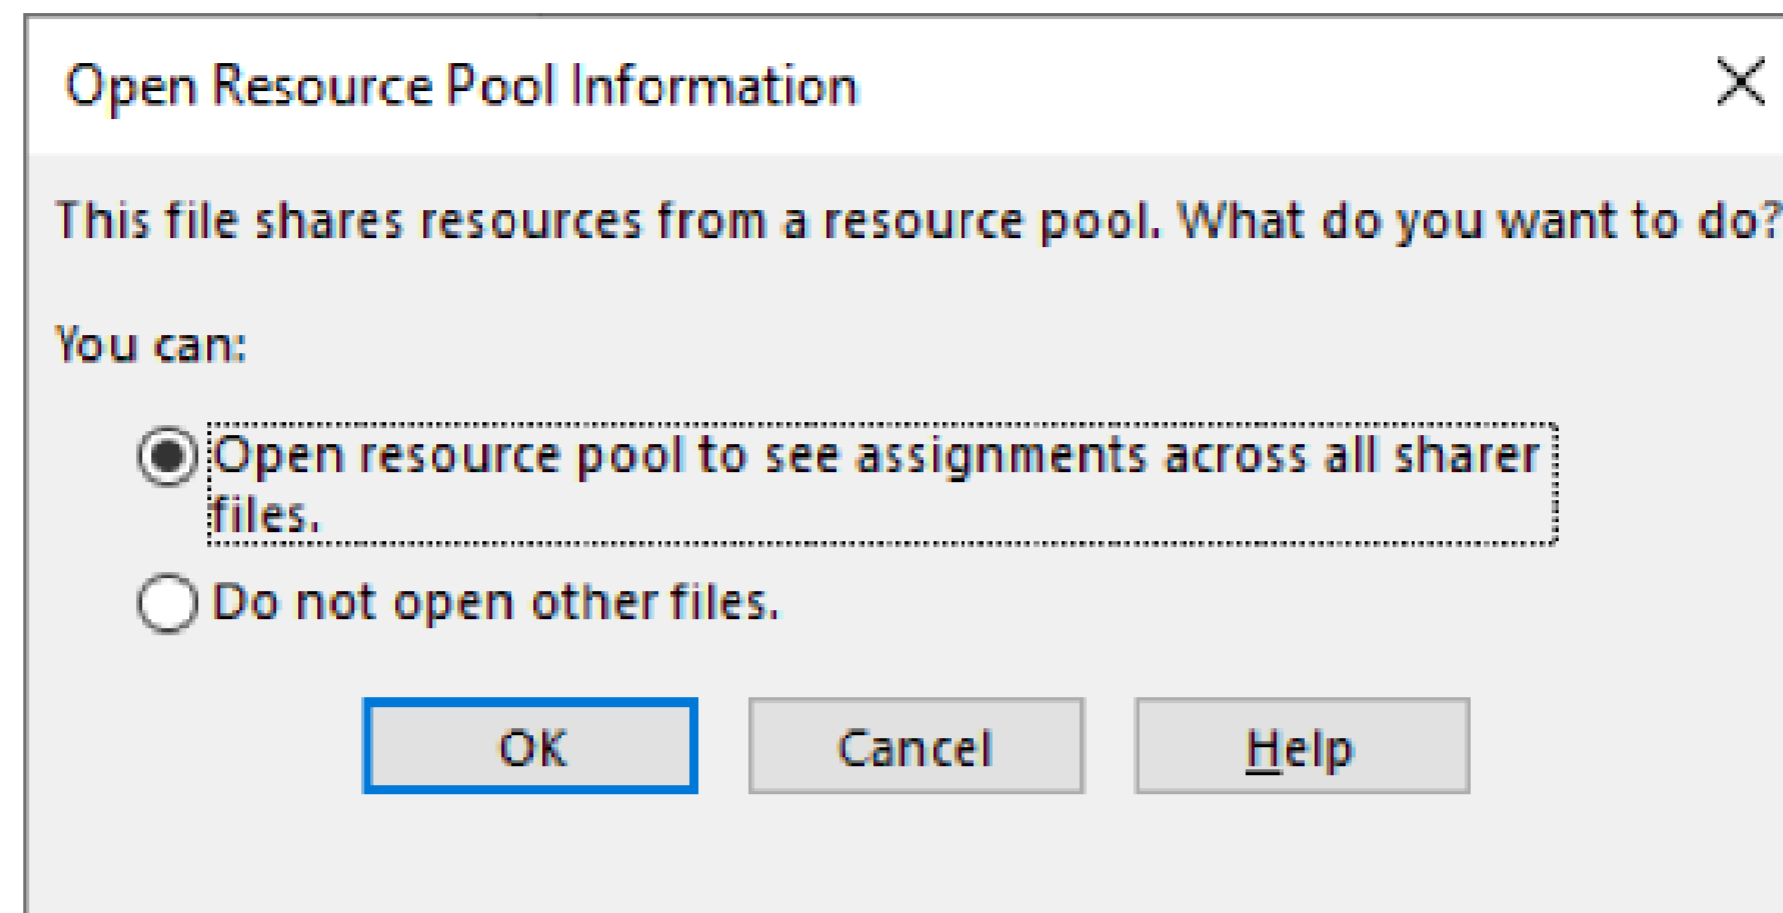 Open Resource Pool Information
This file shares resources from a resource pool. What do you want to do?
You can:
Open resource pool to see assignments across all sharer
files.
Do not open other files.
OK Cancel Help